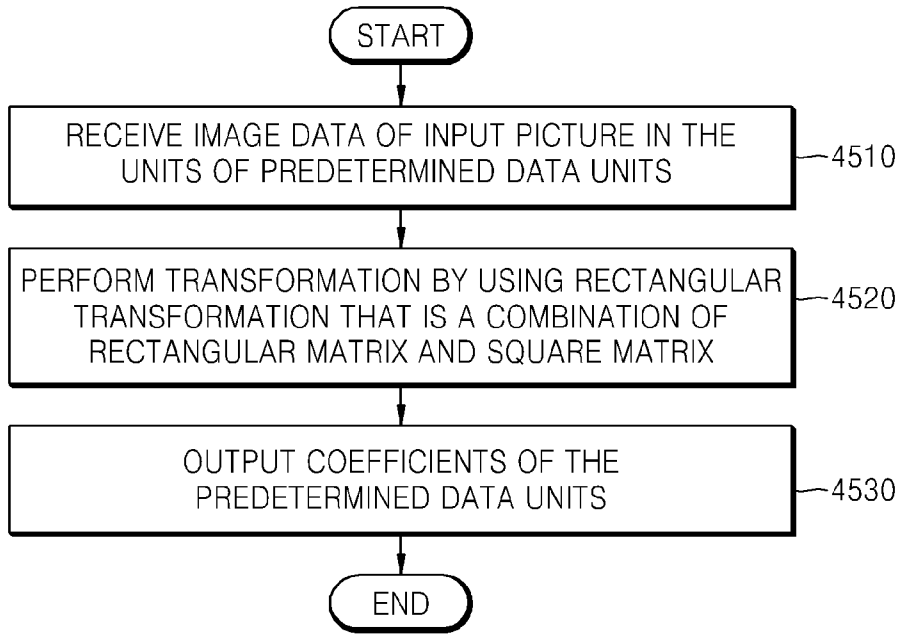 START
RECEIVE IMAGE DATA OF INPUT PICTURE IN THE
UNITS OF PREDETERMINED DATA UNITS
4510
PERFORM TRANSFORMATION BY USING RECTANGULAR
TRANSFORMATION THAT IS A COMBINATION OF
RECTANGULAR MATRIX AND SQUARE MATRIX
4520
OUTPUT COEFFICIENTS OF THE
PREDETERMINED DATA UNITS
4530
END